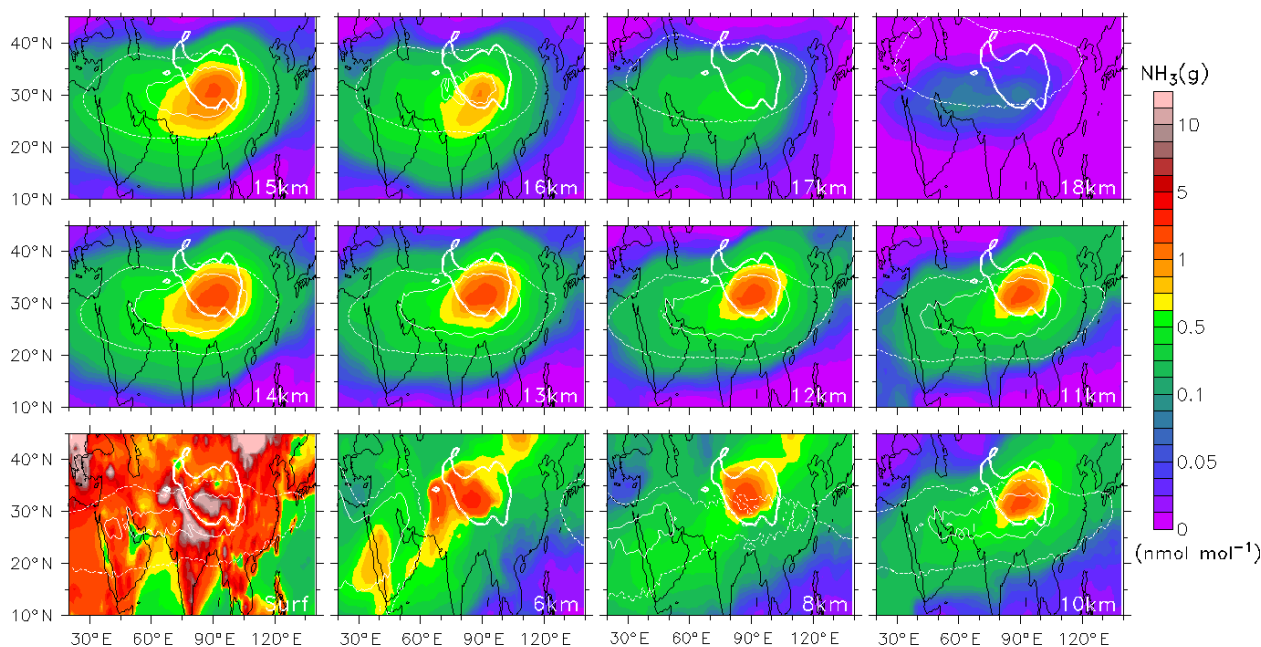 40°N
30°N
20°N
10°N
15km
16km
17km
18km
NH3(g)
10
5
1
0.5
0.1
0.05
0
(nmol mol−1)
40°N
30°N
20°N
10°N
14km
13km
12km
11km
40°N
30°N
20°N
10°N
Surf
6km
8km
10km
30°E 60°E 90°E 120°E
30°E 60°E 90°E 120°E
30°E 60°E 90°E 120°E
30°E 60°E 90°E 120°E